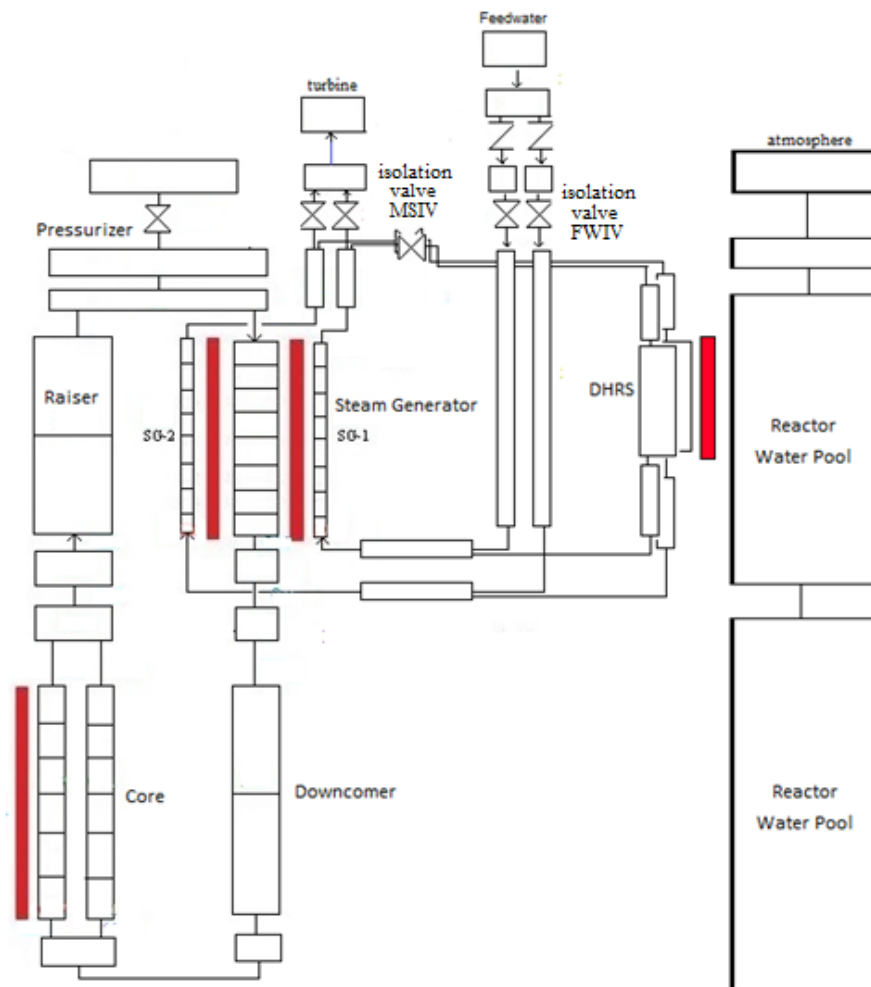 Feedwater
turbine
atmosphere
isolation
valve
MSIV
isolation
valve
FWIV
Pressurizer
Raiser
SG-2
Steam Generator
SG-1
DHRS
Reactor
Water Pool
Core
Downcomer
Reactor
Water Pool